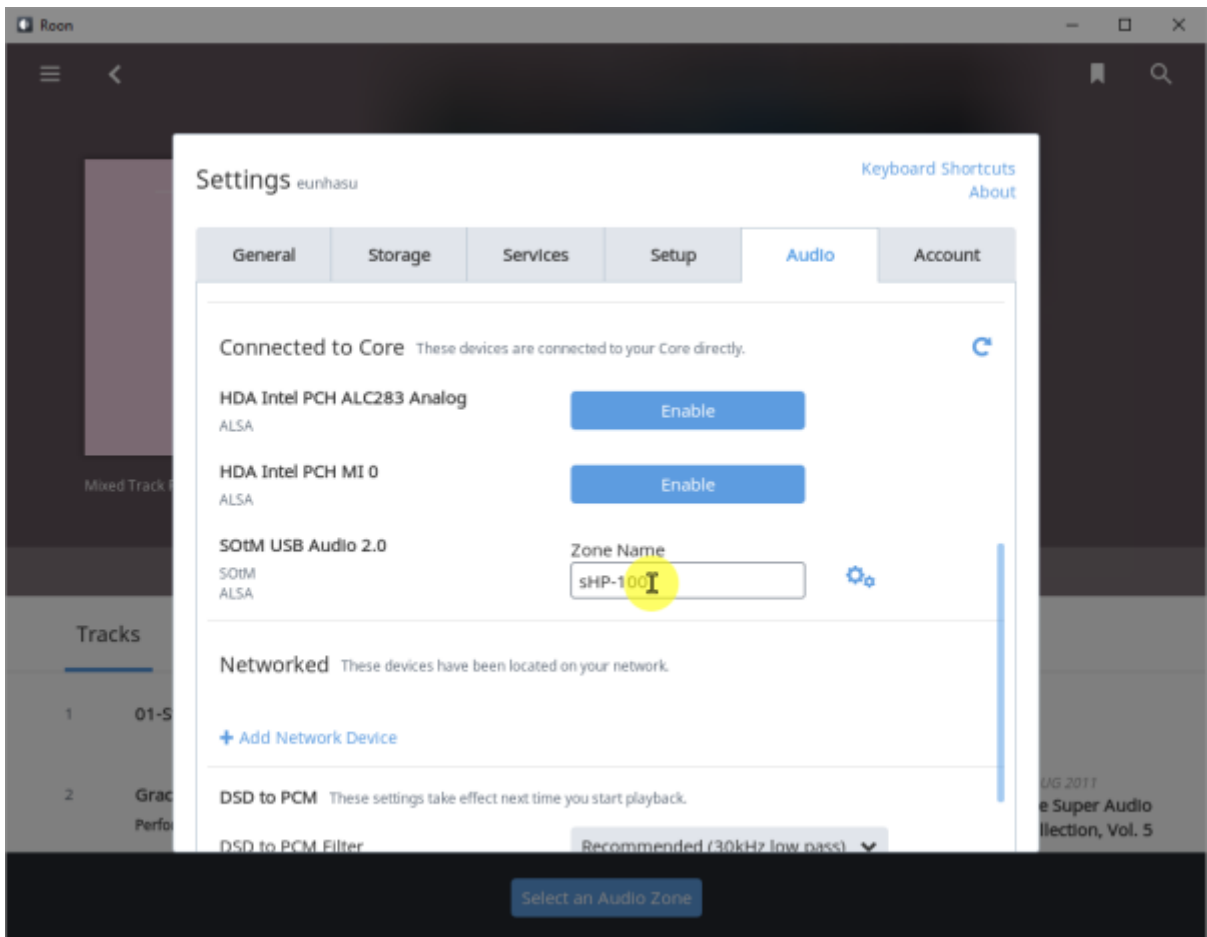 Roon
Settings eunhasu
Keyboard Shortcuts
About
General Storage Services Setup Audio Account
Connected to Core These devices are connected to your Core directly.
HDA Intel PCH ALC283 Analog
Enable
ALSA
HDA Intel PCH MI 0
Enable
ALSA
SOtM USB Audio 2.0
Zone Name
SOtM
sHP-100
ALSA
Mixed Track
Tracks
Networked These devices have been located on your network.
1 01-S
+ Add Network Device
2 Grac
Perfo
UG 2011
e Super Audio
llection, Vol. 5
DSD to PCM These settings take effect next time you start playback.
DSD to PCM Filter Recommended (30kHz low pass)
Select an Audio Zone